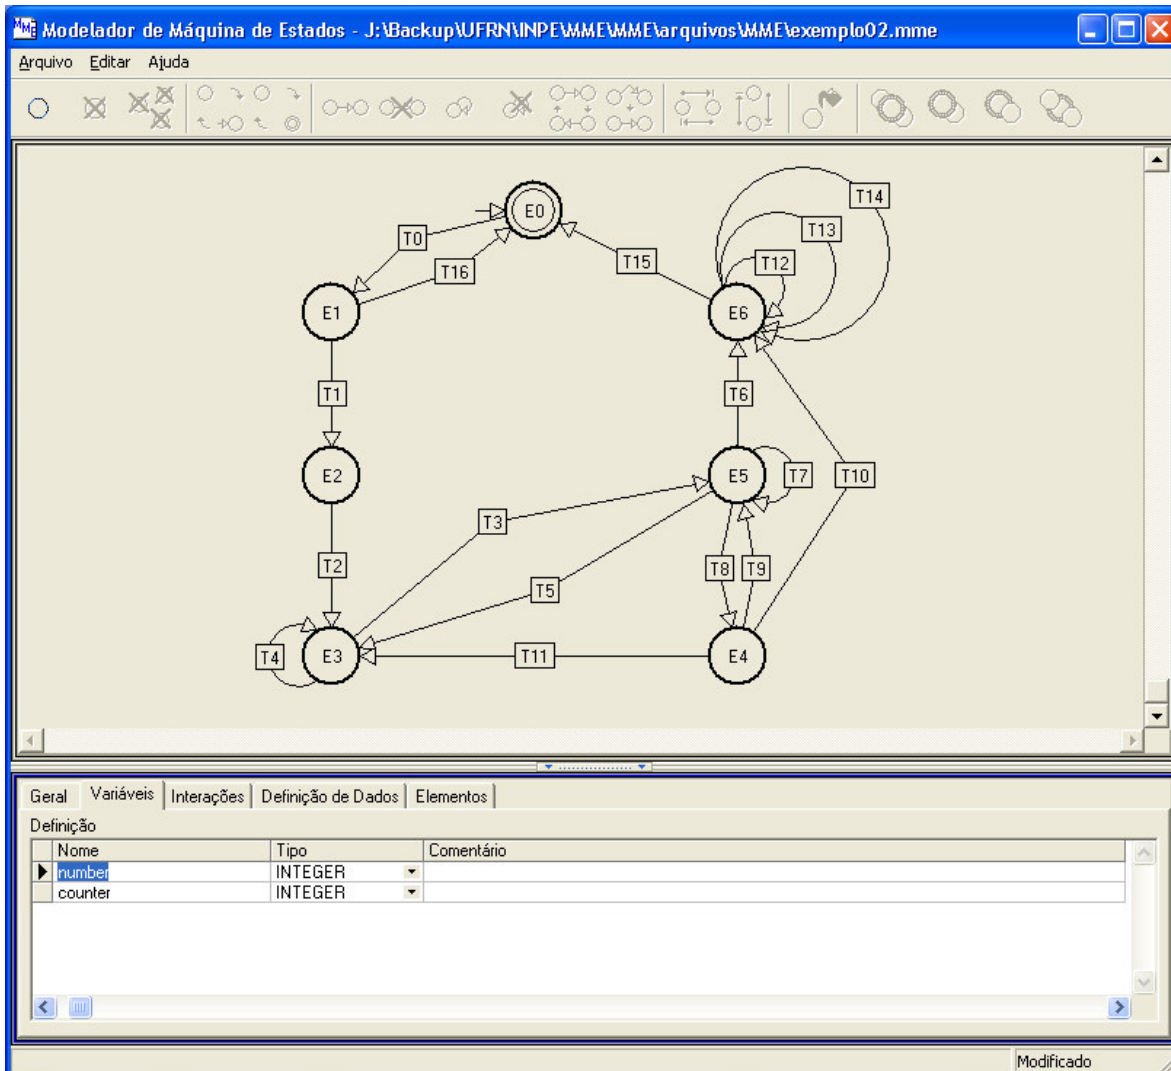 MME Modelador de Máquina de Estados - J:\Backup\UFRN\INPE\MME\MME\arquivos\MME\exemplo02.mme
Arquivo Editar Ajuda
T14
E0
T13
T0
T15
T12
T16
E1
E6
T1
T6
E2
E5
T7
T10
T3
T2
T8
T9
T5
T4
E3
T11
E4
Geral Variáveis Interações Definição de Dados Elementos
Definição
Nome Tipo Comentário
number INTEGER
counter INTEGER
Modificado